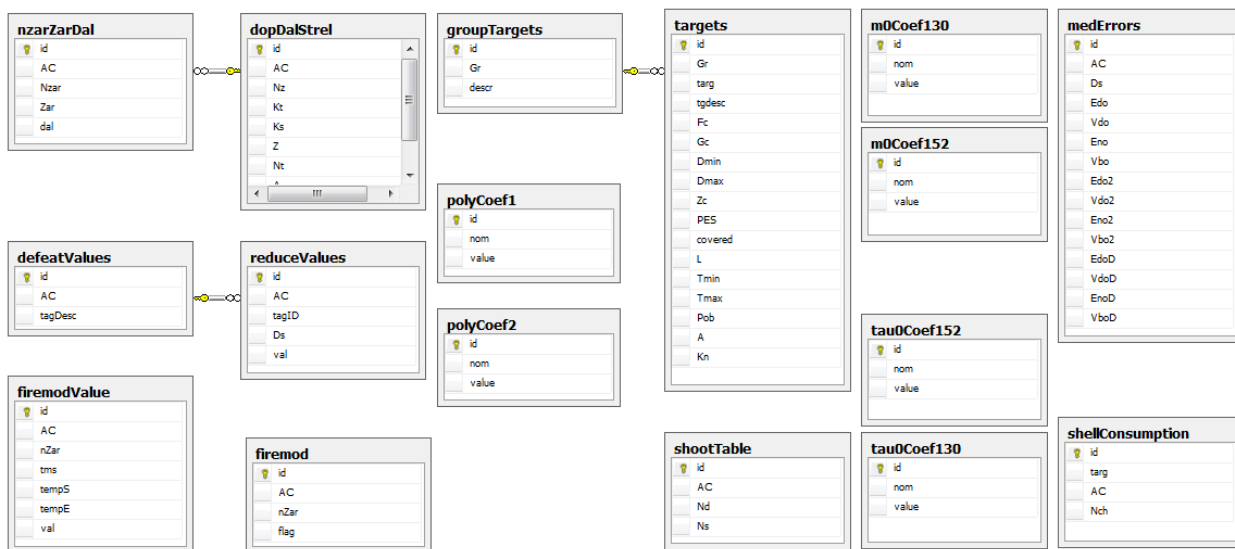 nzarZarDal
id
AC
Nzar
Zar
dal
dopDalStrel
id
AC
Nz
Kt
Ks
Z
Nt
groupTargets
id
Gr
descr
targets
id
Gr
targ
tgdesc
Fc
Gc
Dmin
Dmax
Zc
PES
covered
L
Tmin
Tmax
Pob
A
Kn
m0Coef130
id
nom
value
medErrors
id
AC
Ds
Edo
Vdo
Eno
Vbo
Edo2
Vdo2
Eno2
Vbo2
EdoD
VdoD
EnoD
VboD
m0Coef152
id
nom
value
polyCoef1
id
nom
value
defeatValues
id
AC
tagDesc
reduceValues
id
AC
tagID
Ds
val
polyCoef2
id
nom
value
tau0Coef152
id
nom
value
firemodValue
id
AC
nZar
tms
tempS
tempE
val
firemod
id
AC
nZar
flag
shootTable
id
AC
Nd
Ns
tau0Coef130
id
nom
value
shellConsumption
id
targ
AC
Nch